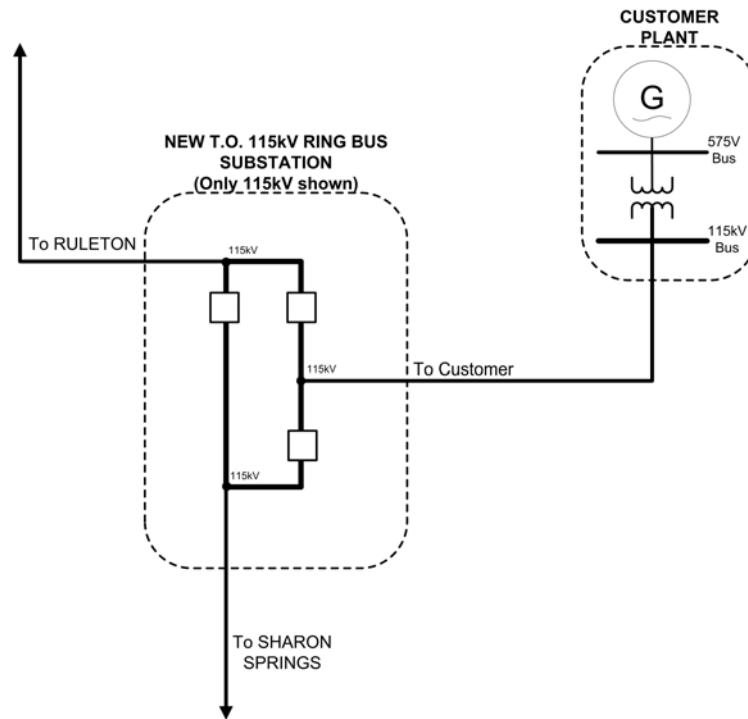 CUSTOMER
PLANT
G
575V
Bus
115kV
Bus
NEW T.O. 115kV RING BUS
SUBSTATION
(Only 115kV shown)
To RULETON
115kV
115kV
To Customer
115kV
To SHARON
SPRINGS